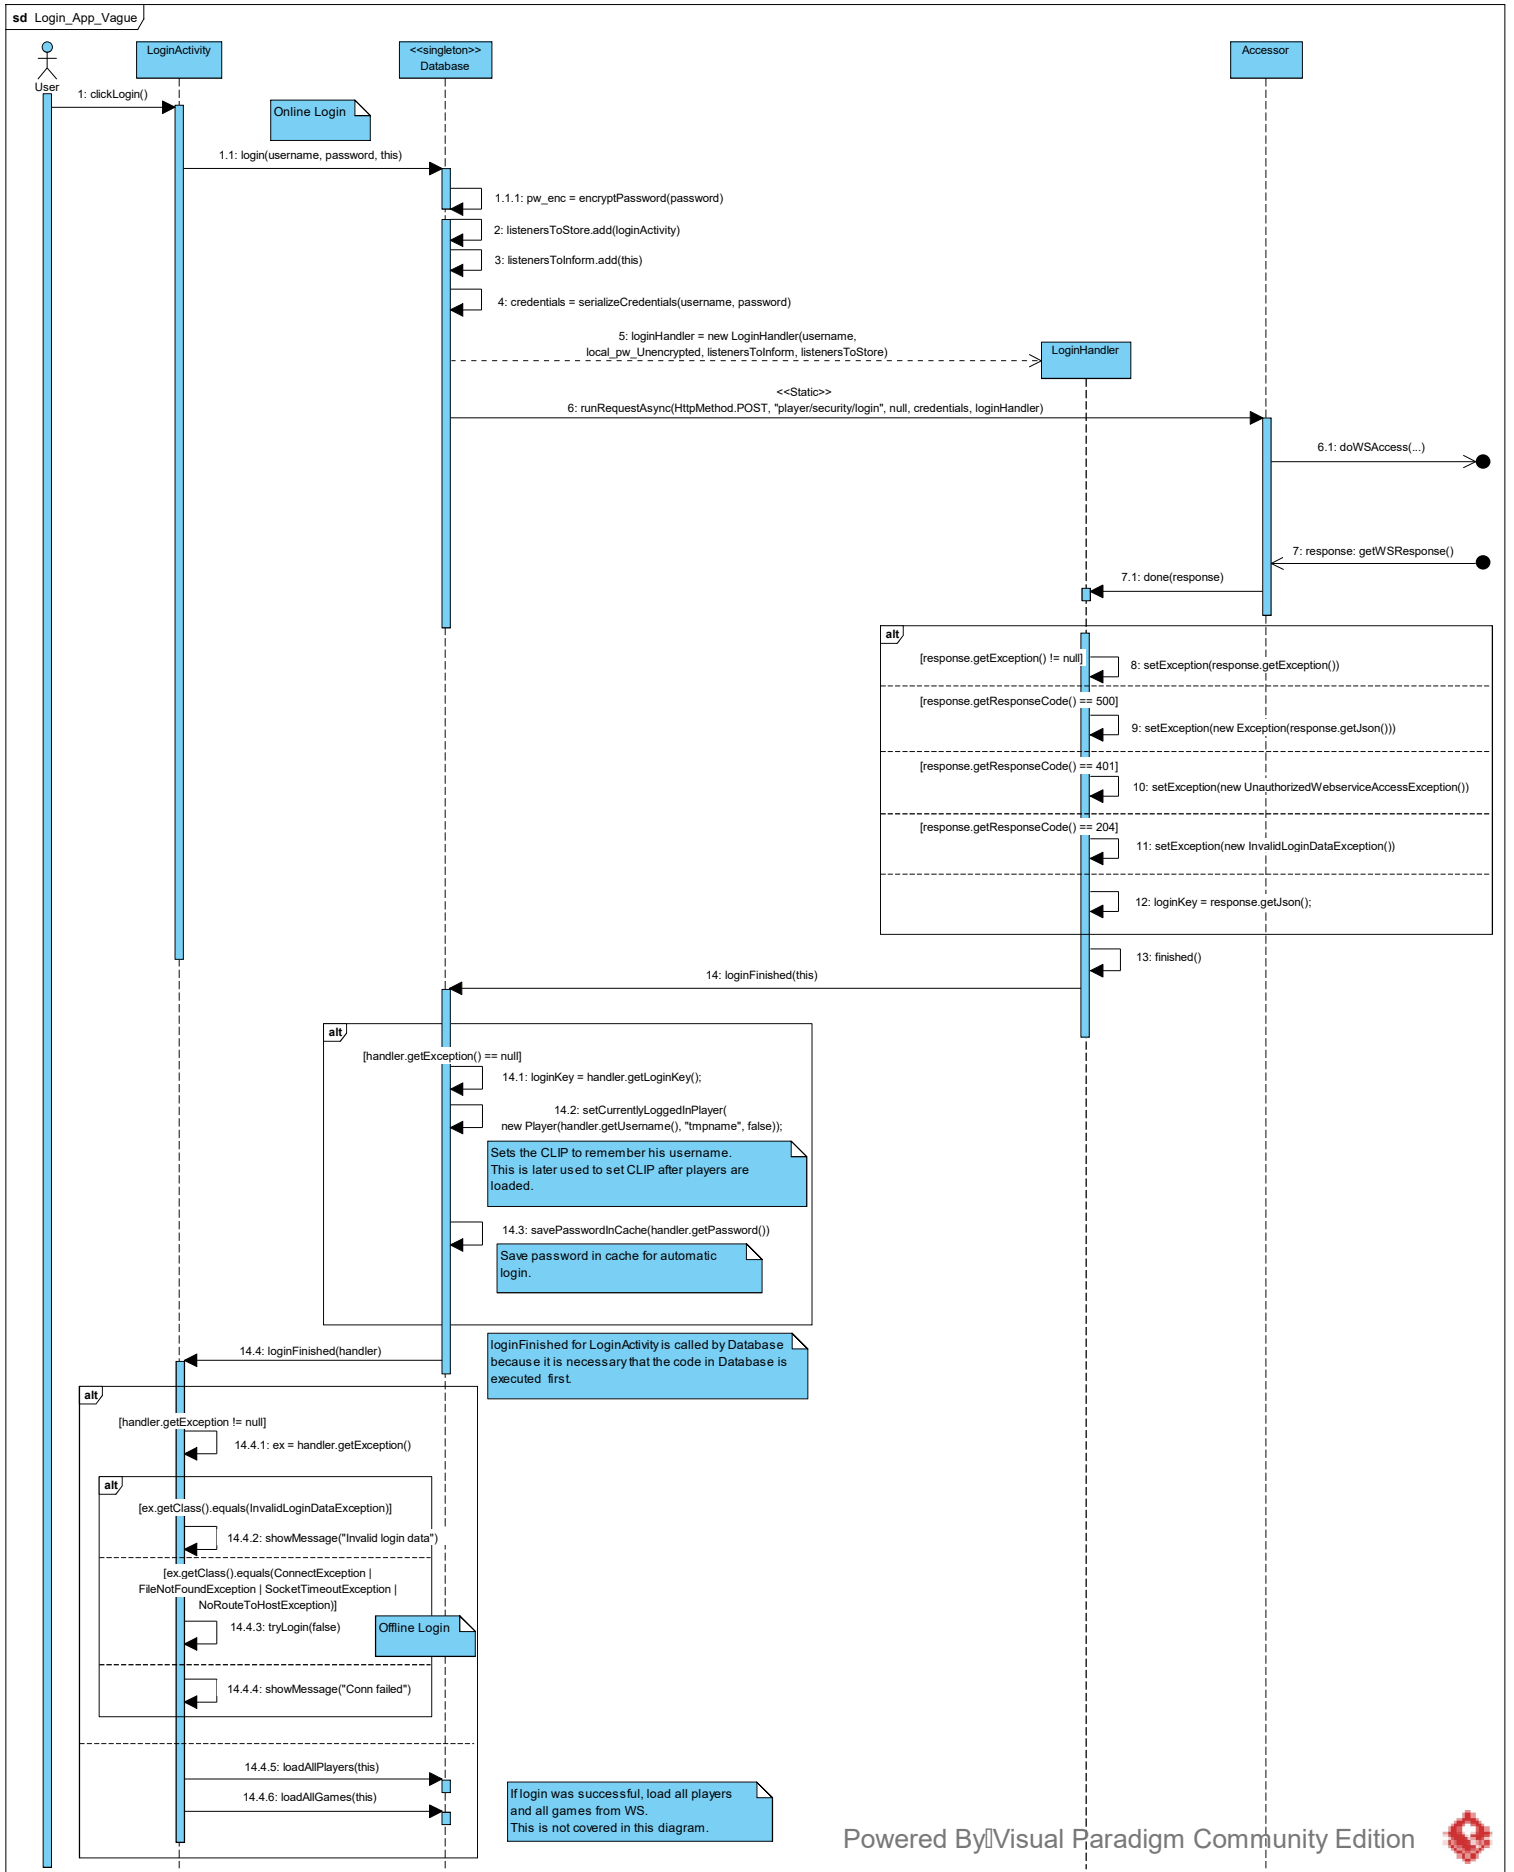 sd Login_App_Vague
LoginActivity
<<singleton>>
Database
Accessor
User
1: clickLogin()
Online Login
1.1: login(username, password, this)
1.1.1: pw_enc = encryptPassword(password)
2: listenersToStore.add(loginActivity)
3: listenersToInform.add(this)
4: credentials = serializeCredentials(username, password)
5: loginHandler = new LoginHandler(username,
local_pw_Unencrypted, listenersToInform, listenersToStore)
LoginHandler
<<Static>>
6: runRequestAsync(HttpMethod.POST, "player/security/login", null, credentials, loginHandler)
6.1: doWSAccess(...)
7: response: getWSResponse()
7.1: done(response)
alt
[response.getException() != null]
8: setException(response.getException())
[response.getResponseCode() == 500]
9: setException(new Exception(response.getJson()))
[response.getResponseCode() == 401]
10: setException(new UnauthorizedWebserviceAccessException())
[response.getResponseCode() == 204]
11: setException(new InvalidLoginDataException())
12: loginKey = response.getJson();
13: finished()
14: loginFinished(this)
alt
[handler.getException() == null]
14.1: loginKey = handler.getLoginKey();
14.2: setCurrentlyLoggedInPlayer(
new Player(handler.getUsername(), "tmpname", false));
Sets the CLIP to remember his username.
This is later used to set CLIP after players are
loaded.
14.3: savePasswordInCache(handler.getPassword())
Save password in cache for automatic
login.
14.4: loginFinished(handler)
loginFinished for LoginActivity is called by Database
because it is necessary that the code in Database is
executed first.
alt
[handler.getException != null]
14.4.1: ex = handler.getException()
alt
[ex.getClass().equals(InvalidLoginDataException)]
14.4.2: showMessage("Invalid login data")
[ex.getClass().equals(ConnectException |
FileNotFoundException | SocketTimeoutException |
NoRouteToHostException)]
14.4.3: tryLogin(false)
Offline Login
14.4.4: showMessage("Conn failed")
14.4.5: loadAllPlayers(this)
14.4.6: loadAllGames(this)
If login was successful, load all players
and all games from WS.
This is not covered in this diagram.
Powered By Visual Paradigm Community Edition